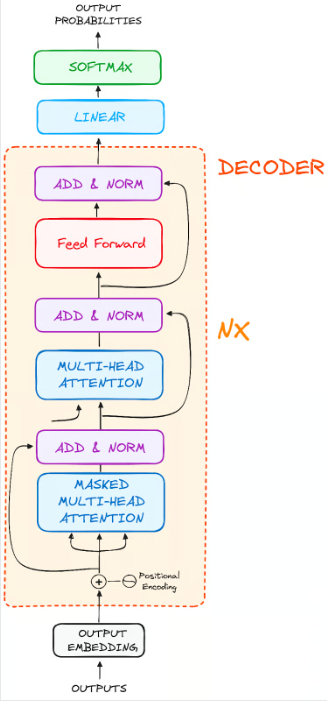 OUTPUT
PROBABILITIES
SOFTMAX
LINEAR
DECODER
ADD & NORM
Feed Forward
ADD & NORM
NX
MULTI-HEAD
ATTENTION
ADD & NORM
MASKED
MULTI-HEAD
ATTENTION
Positional
Encoding
OUTPUT
EMBEDDING
OUTPUTS